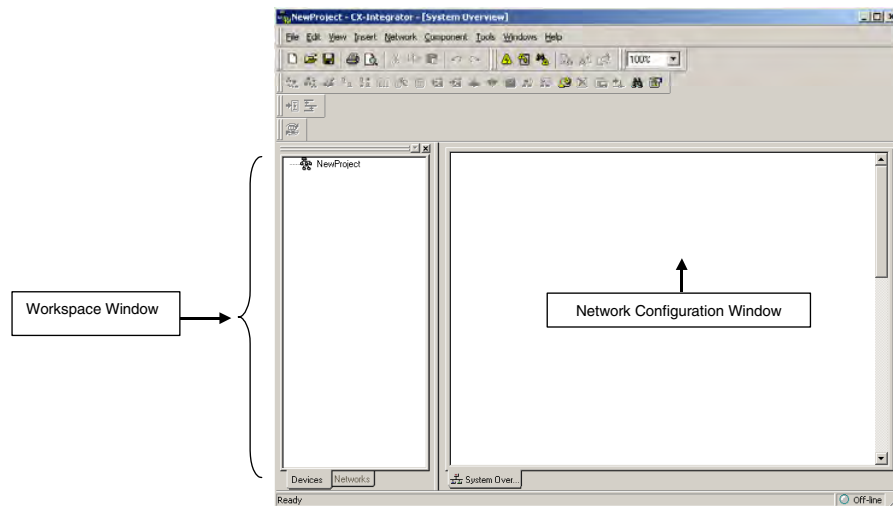 NewProject - CX-Integrator - [System Overview]
File Edit View Insert Network Component Tools Windows Help
100%
NewProject
Workspace Window
Network Configuration Window
Devices Networks
System Over...
Ready
Off-line